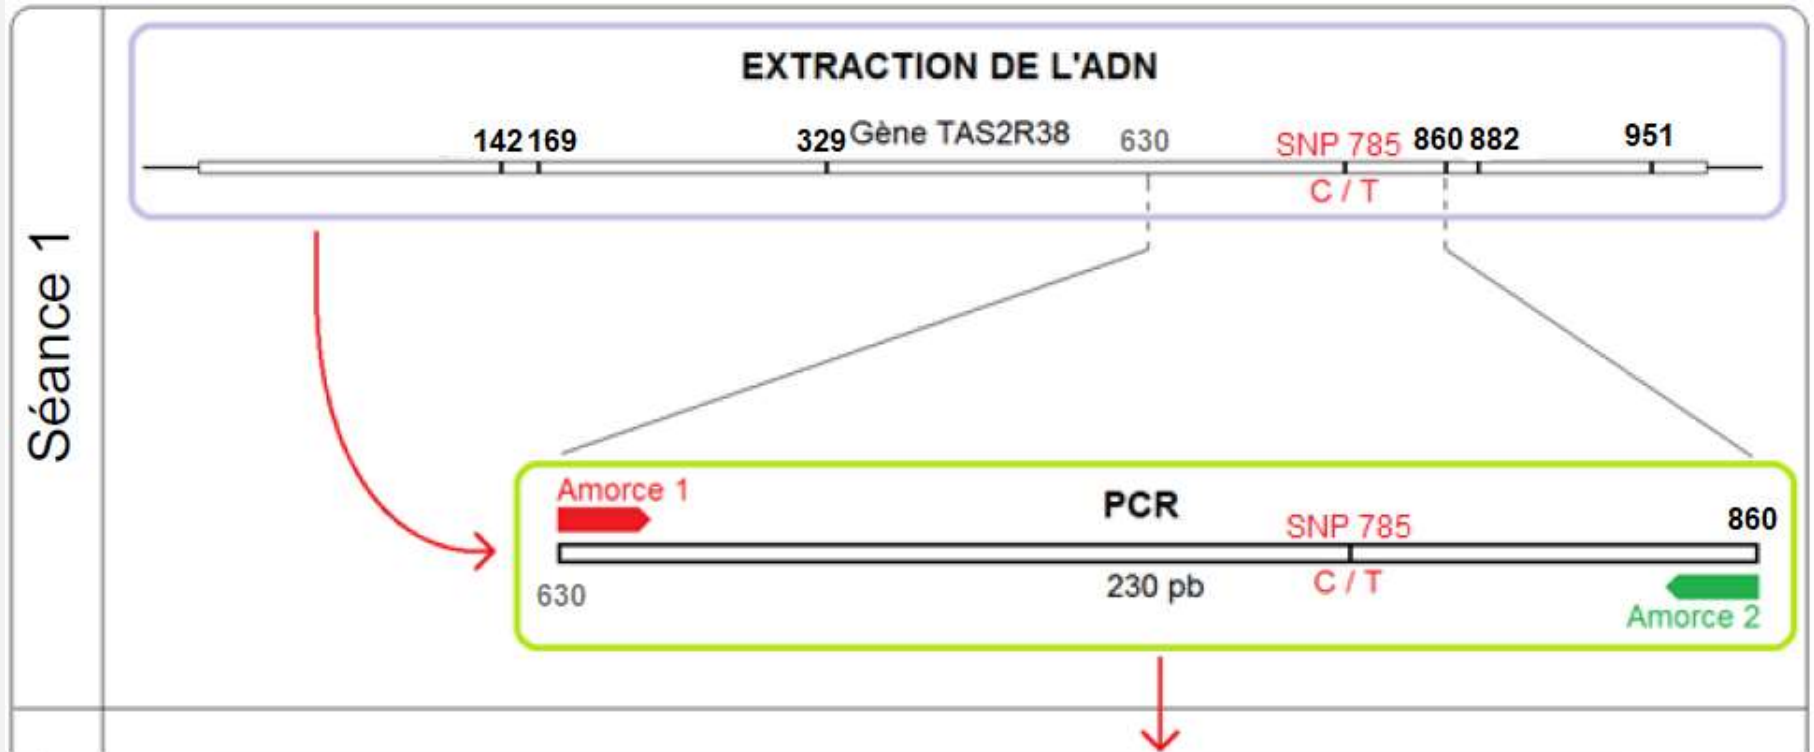 Séance 1
EXTRACTION DE L'ADN
142 169 329 Gène TAS2R38 630 SNP 785 860 882 951
C / T
Amorce 1
PCR
SNP 785
860
630
230 pb
C / T
Amorce 2